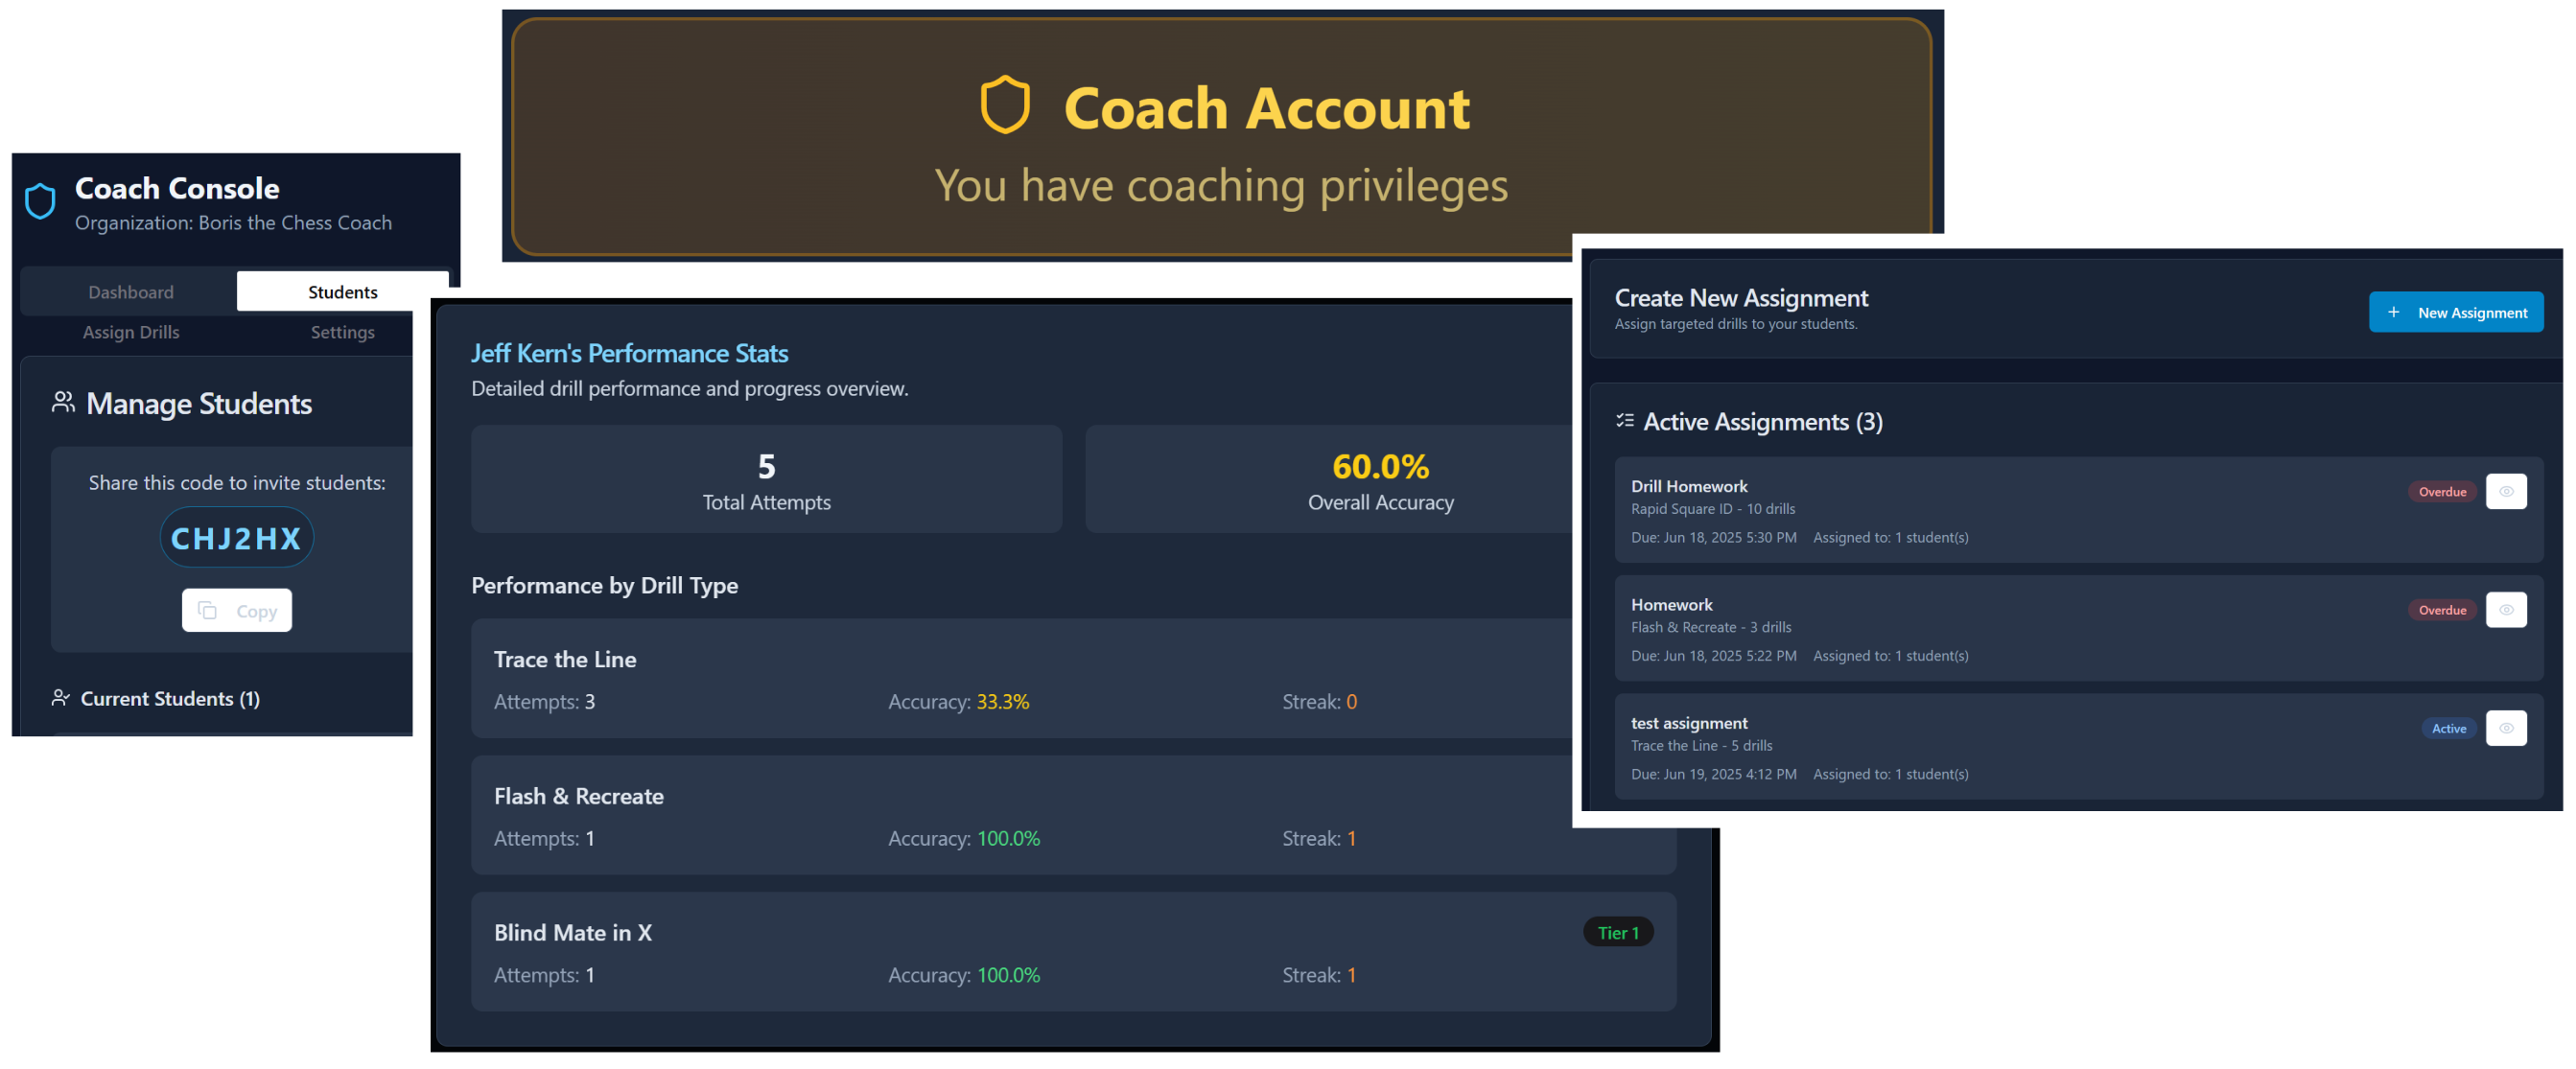 Coach Account
You have coaching privileges
Coach Console
Organization: Boris the Chess Coach
Dashboard
Students
Assign Drills
Settings
Manage Students
Share this code to invite students:
CHJ2HX
Copy
Current Students (1)
Jeff Kern's Performance Stats
Detailed drill performance and progress overview.
5
Total Attempts
60.0%
Overall Accuracy
Performance by Drill Type
Trace the Line
Attempts: 3
Accuracy: 33.3%
Streak: 0
Flash & Recreate
Attempts: 1
Accuracy: 100.0%
Streak: 1
Blind Mate in X
Tier 1
Attempts: 1
Accuracy: 100.0%
Streak: 1
Create New Assignment
Assign targeted drills to your students.
+ New Assignment
Active Assignments (3)
Drill Homework
Rapid Square ID - 10 drills
Due: Jun 18, 2025 5:30 PM Assigned to: 1 student(s)
Overdue
Homework
Flash & Recreate - 3 drills
Due: Jun 18, 2025 5:22 PM Assigned to: 1 student(s)
Overdue
test assignment
Trace the Line - 5 drills
Due: Jun 19, 2025 4:12 PM Assigned to: 1 student(s)
Active